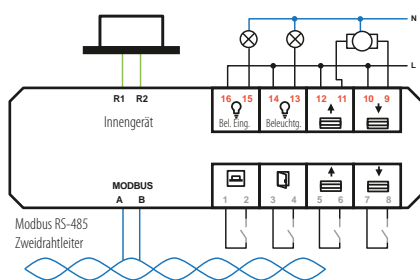 N
L
R1 R2
16 15 14 13 12 11 10 9
Innengerät
Bel. Eing. Beleuchtg.
MODBUS
A B
1 2 3 4 5 6 7 8
Modbus RS-485
Zweidrahtleiter